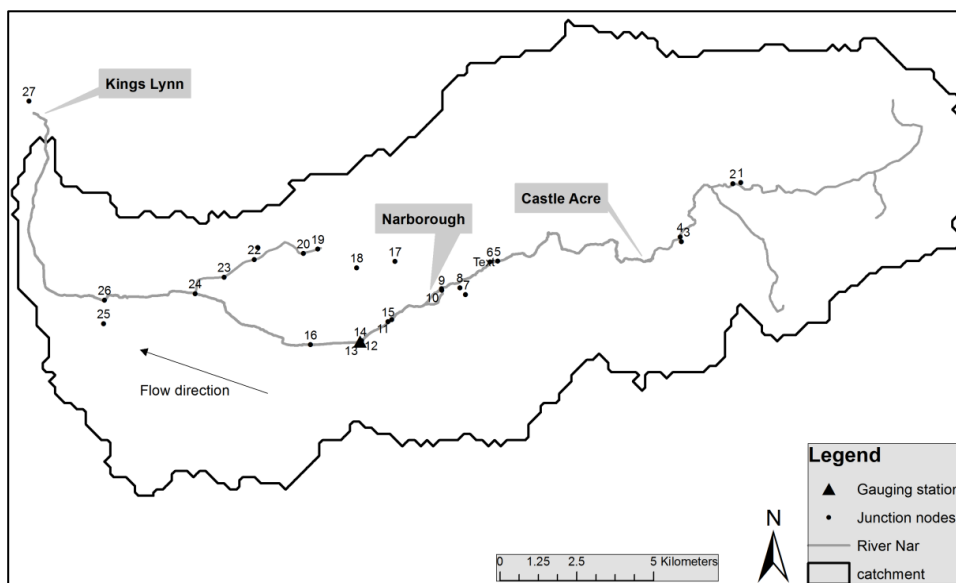 27
Kings Lynn
21
Castle Acre
4
3
Narborough
22
20
19
18
17
65
Text
23
24
9
8
7
10
26
25
15
11
16
14
13
12
Flow direction
Legend
Gauging station
Junction nodes
River Nar
catchment
N
0 1.25 2.5 5 Kilometers